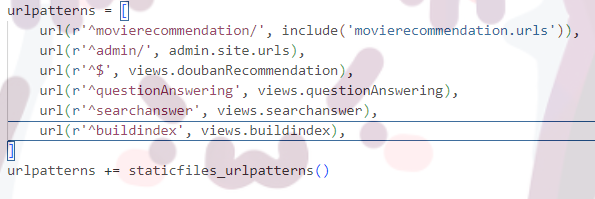 urlpatterns = [
    url(r'^movierecommendation/', include('movierecommendation.urls')),
    url(r'^admin/', admin.site.urls),
    url(r'^$', views.doubanRecommendation),
    url(r'^questionAnswering', views.questionAnswering),
    url(r'^searchanswer', views.searchanswer),
    url(r'^buildindex', views.buildindex),
]
urlpatterns += staticfiles_urlpatterns()